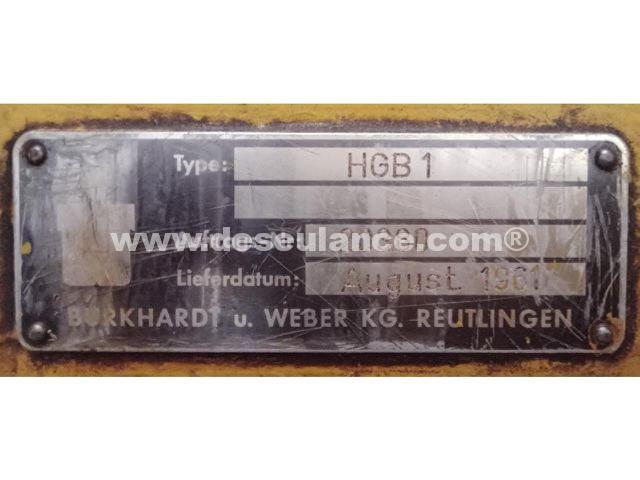 Type: HGB 1
www.deseulance.com®
Lieferdatum: August 1961
BURKHARDT u. WEBER KG. REUTLINGEN